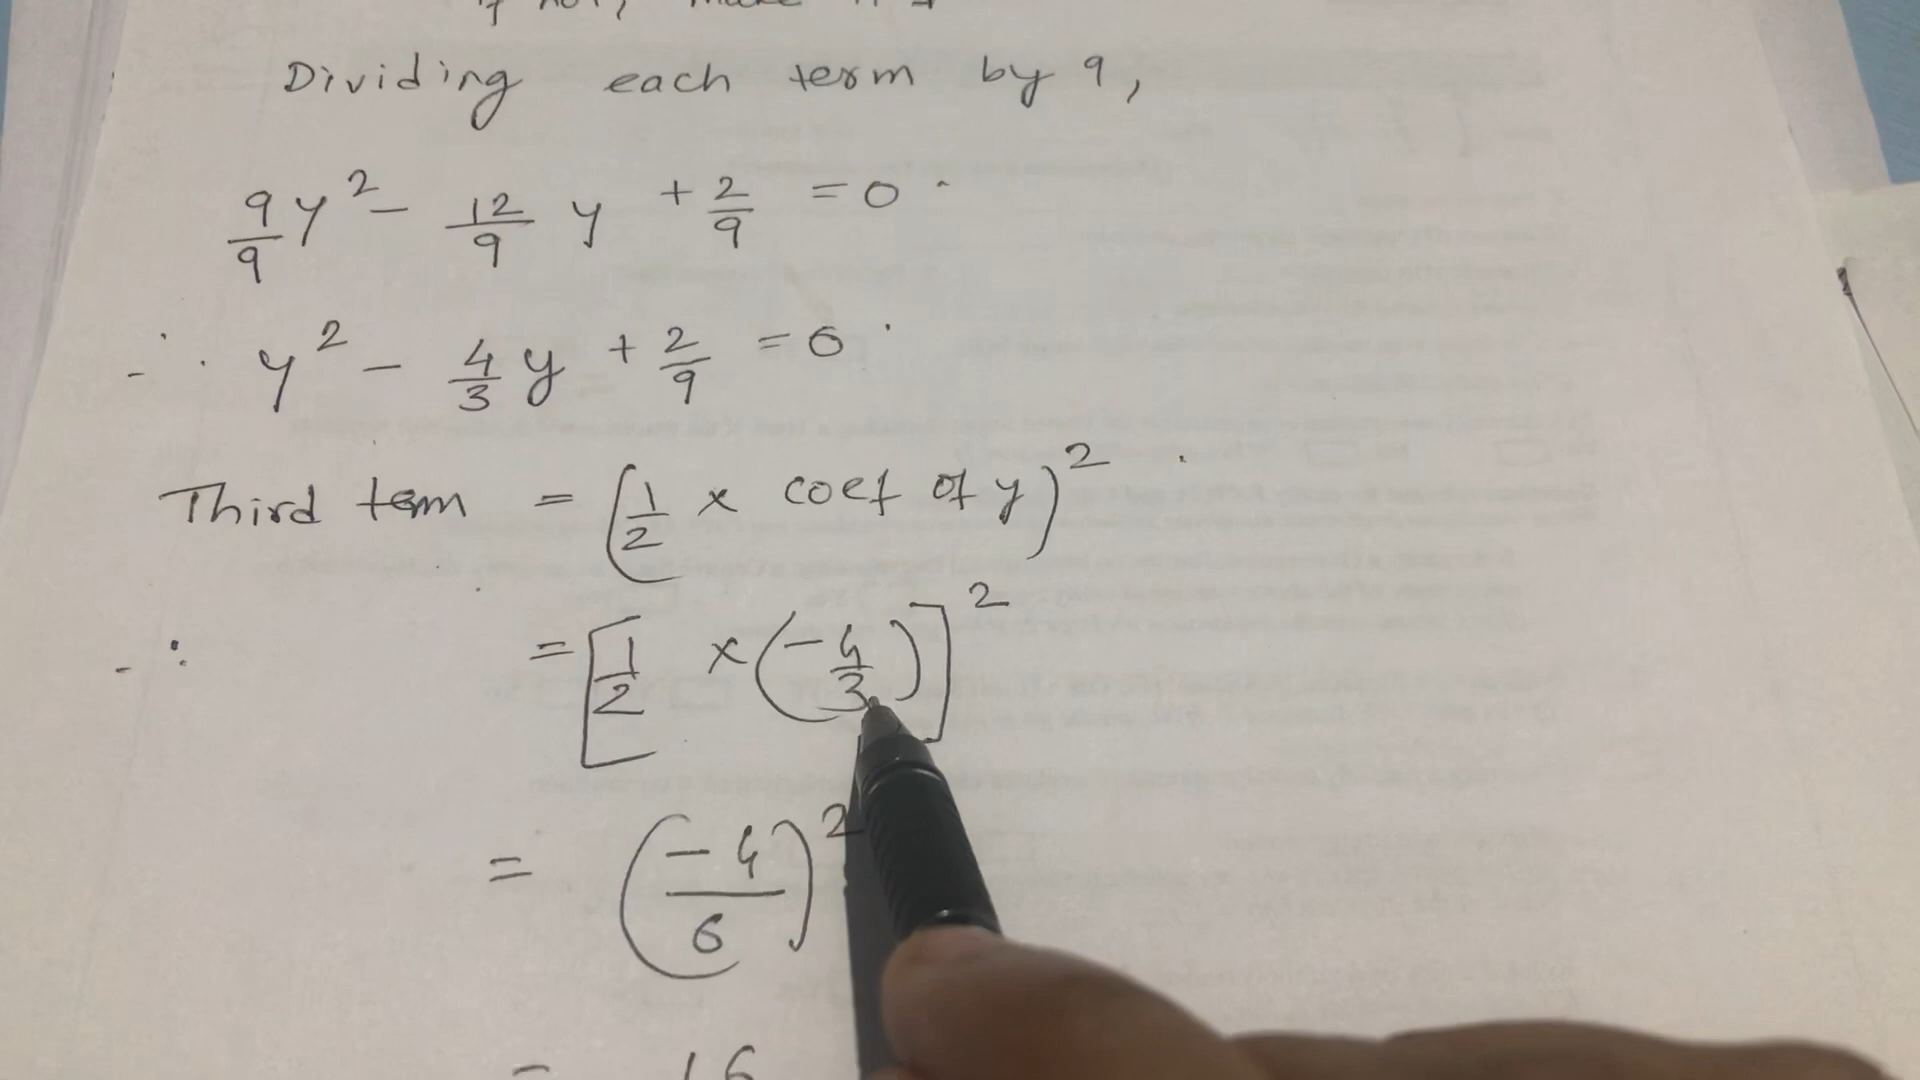 Dividing each term by 9,
9/9 y² - 12/9 y + 2/9 = 0
∴ y² - 4/3 y + 2/9 = 0
Third term = (1/2 × coef of y)²
∴ = [1/2 × (-4/3)]²
= (-4/6)²
= 16